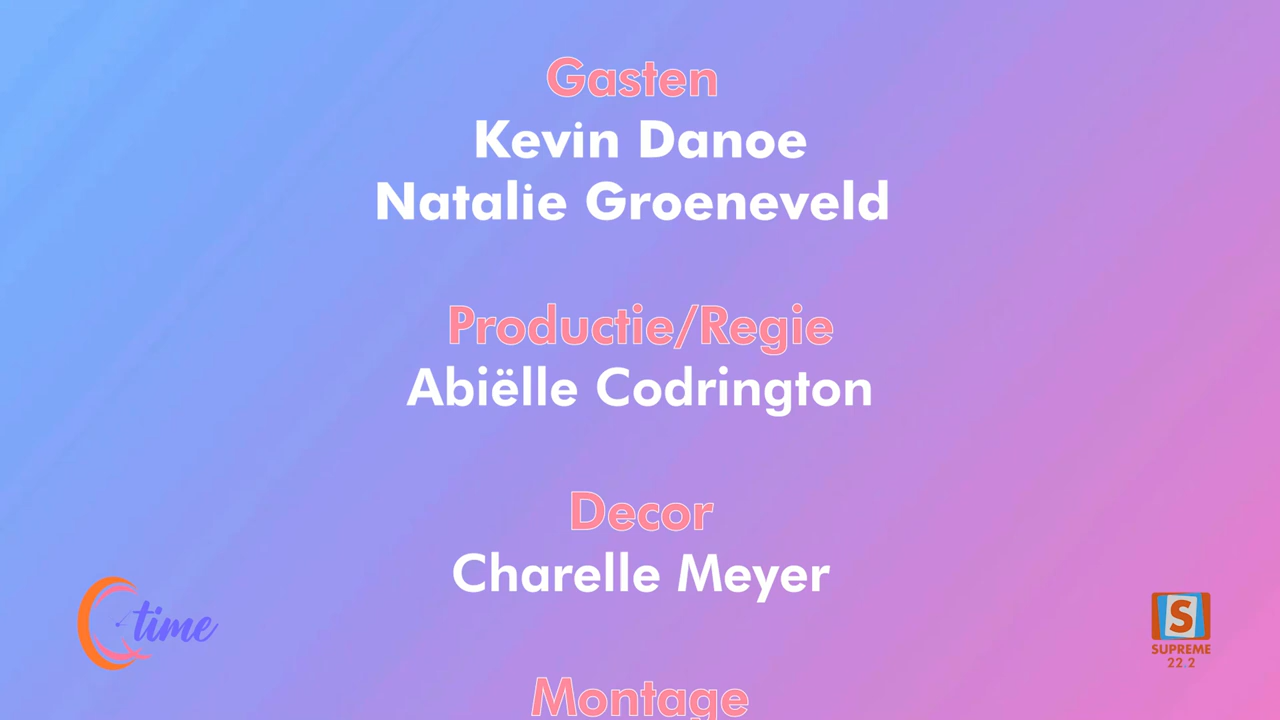 Gasten
Kevin Danoe
Natalie Groeneveld
Productie/Regie
Abiëlle Codrington
Decor
Charelle Meyer
Montage
Q-time
S
SUPREME
22.2